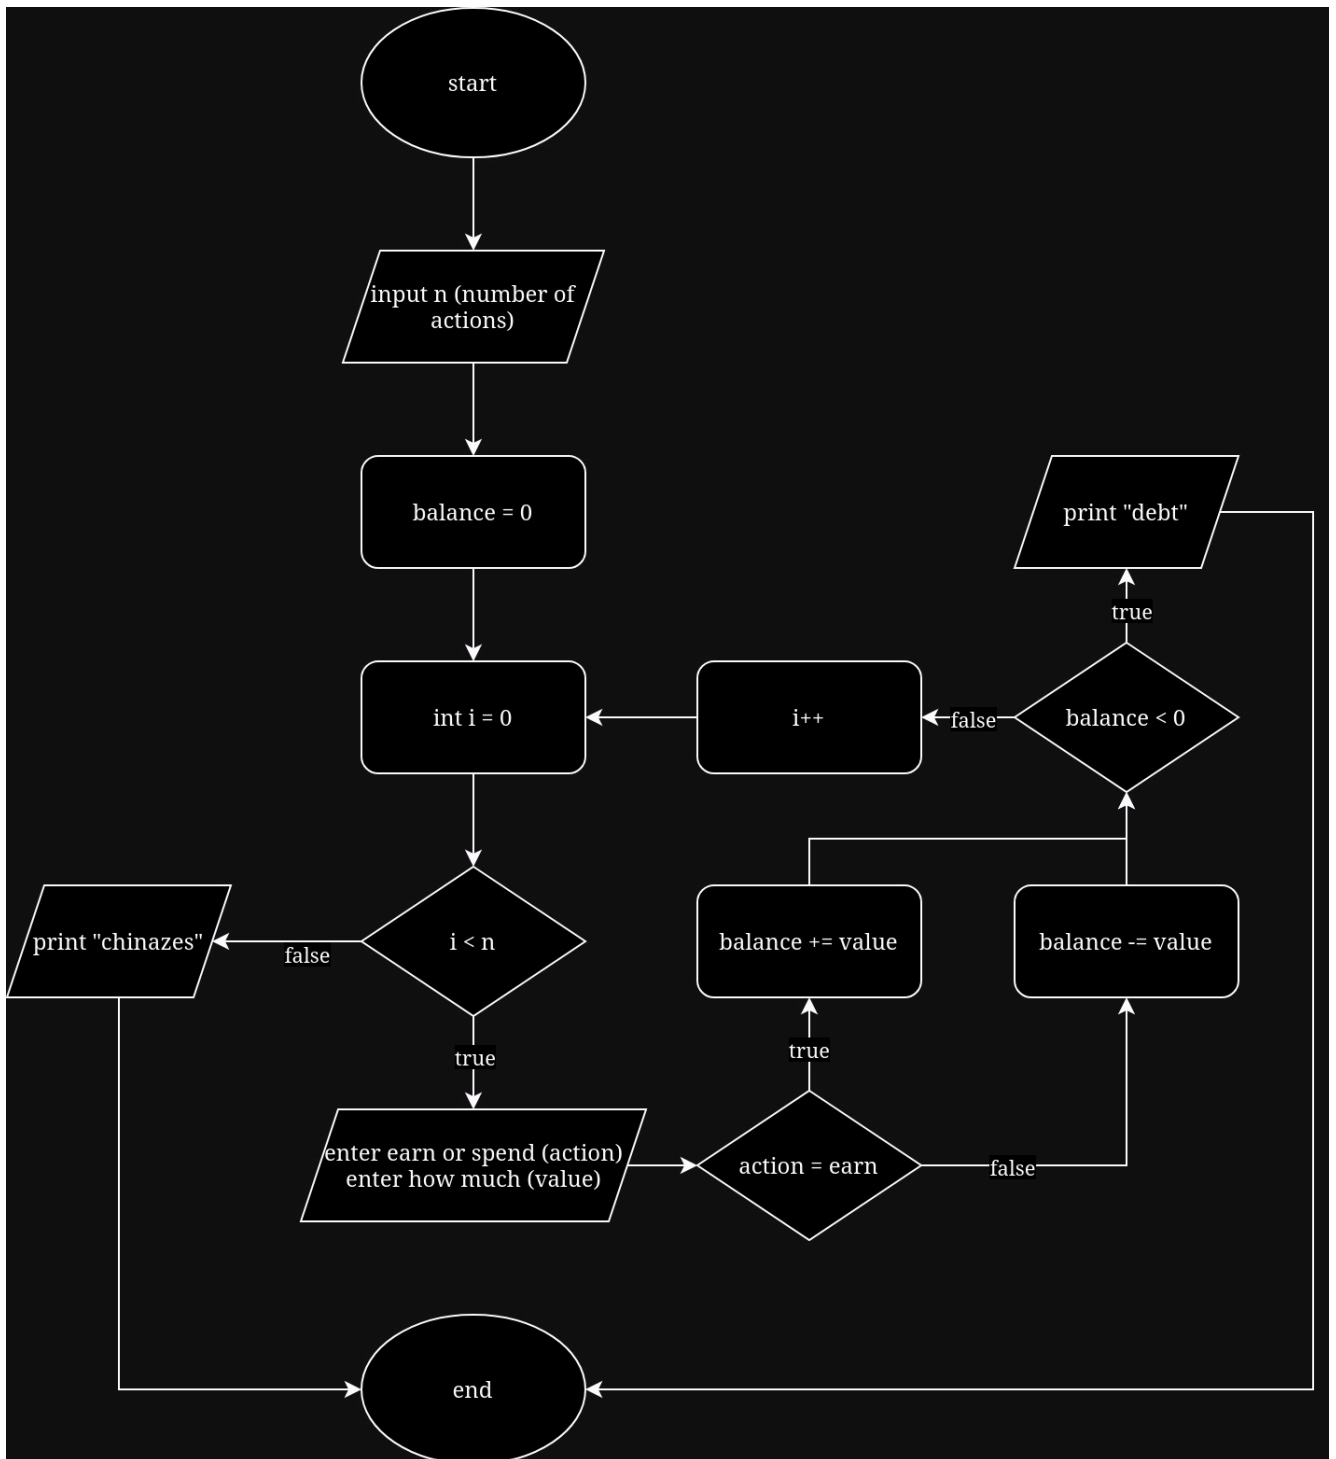 start
input n (number of
actions)
balance = 0
print "debt"
true
int i = 0
i++
false
balance < 0
print "chinazes"
false
i < n
balance += value
balance -= value
true
true
enter earn or spend (action)
enter how much (value)
action = earn
false
end